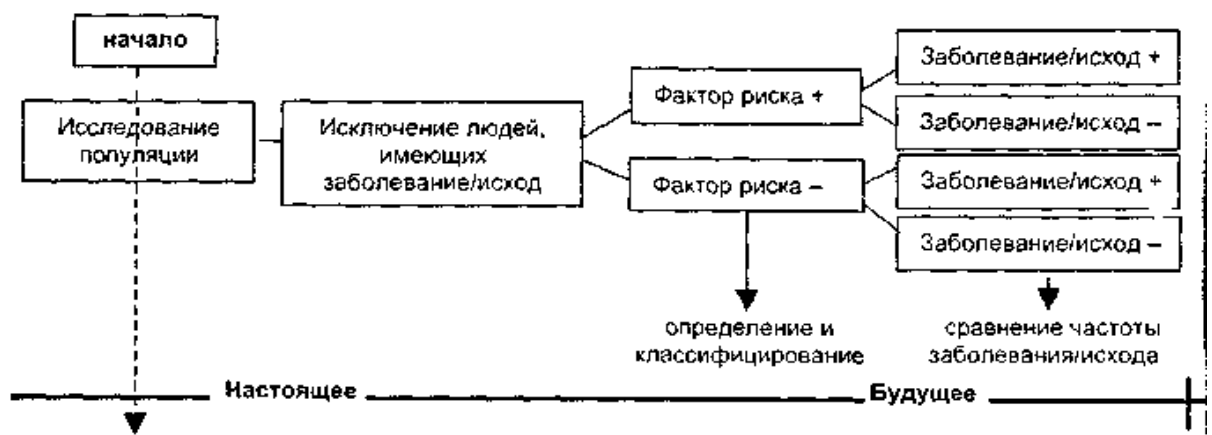 начало
Исследование
популяции
Исключение людей,
имеющих
заболевание/исход
Фактор риска +
Фактор риска –
Заболевание/исход +
Заболевание/исход –
Заболевание/исход +
Заболевание/исход –
определение и
классифицирование
сравнение частоты
заболевания/исхода
Настоящее
Будущее